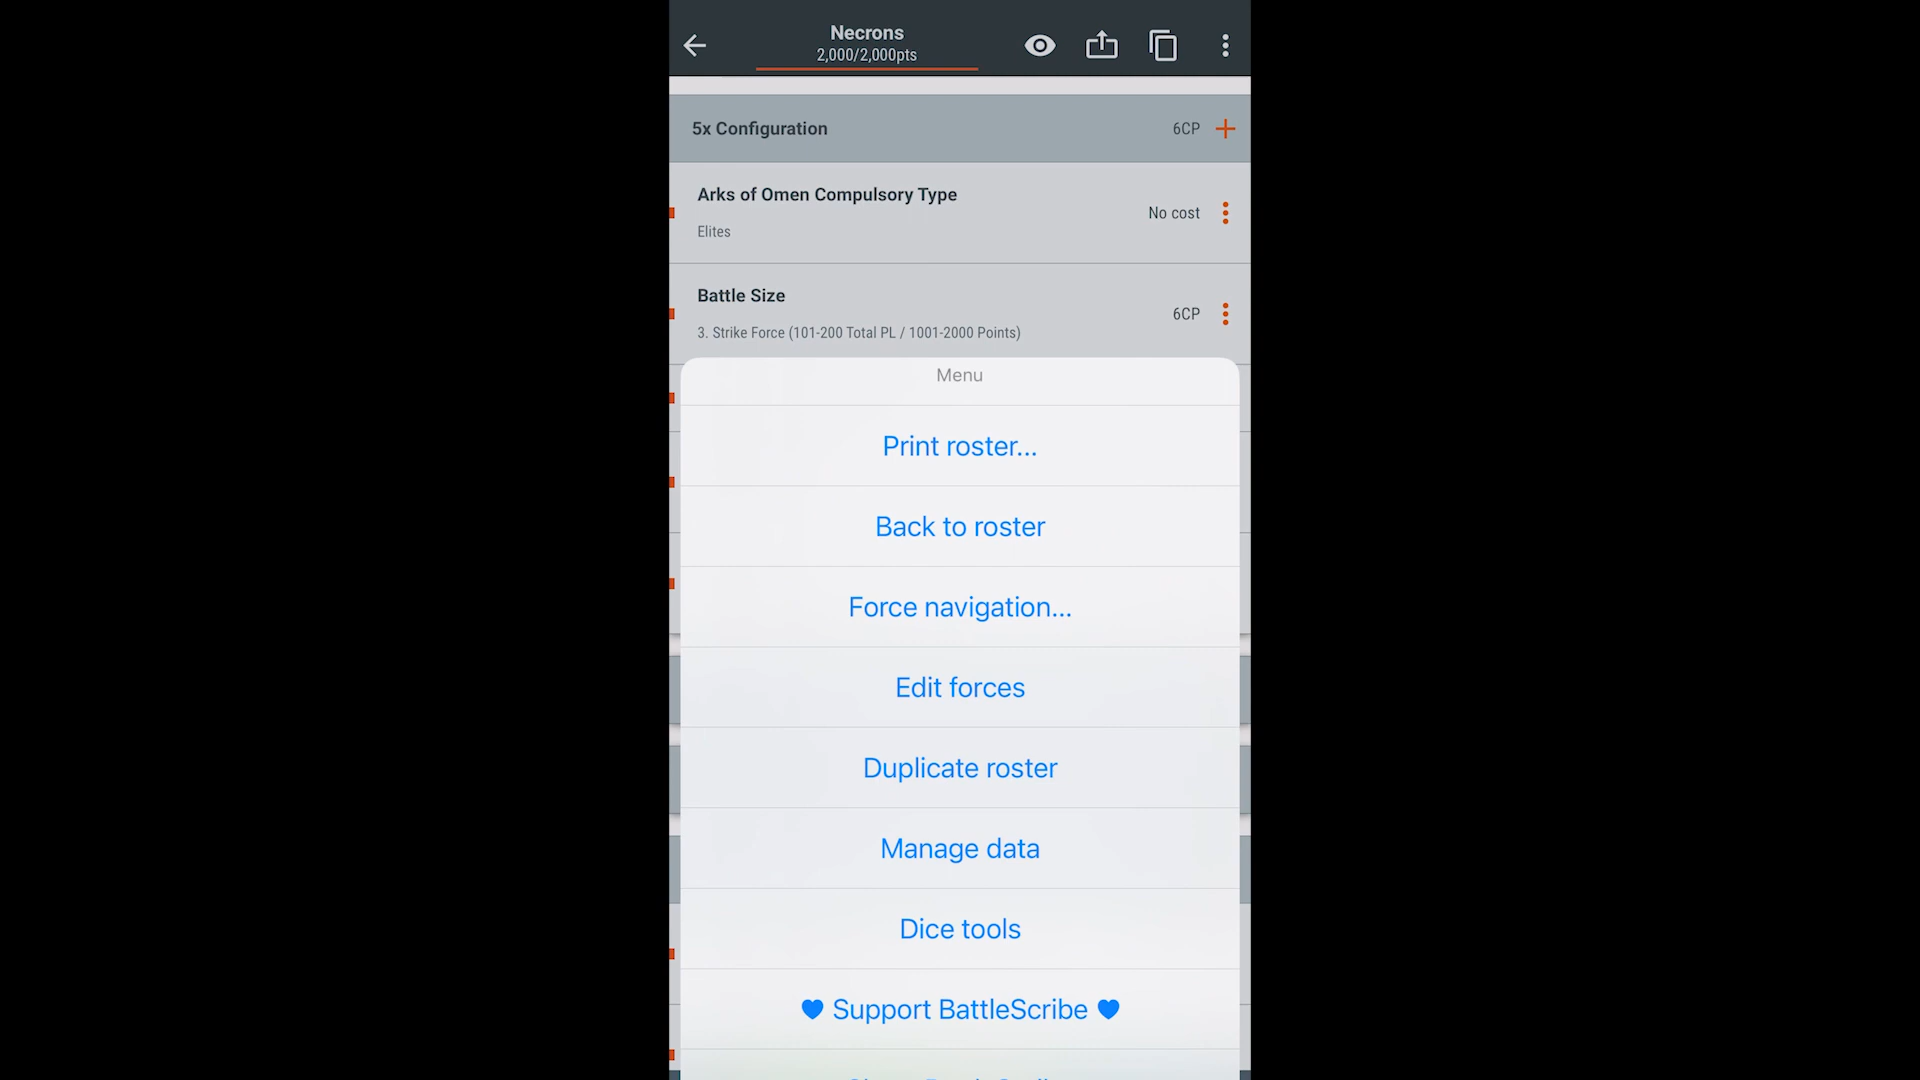 Necrons
2,000/2,000pts
5x Configuration 6CP
Arks of Omen Compulsory Type
No cost
Elites
Battle Size
6CP
3. Strike Force (101-200 Total PL / 1001-2000 Points)
Menu
Print roster...
Back to roster
Force navigation...
Edit forces
Duplicate roster
Manage data
Dice tools
Support BattleScribe